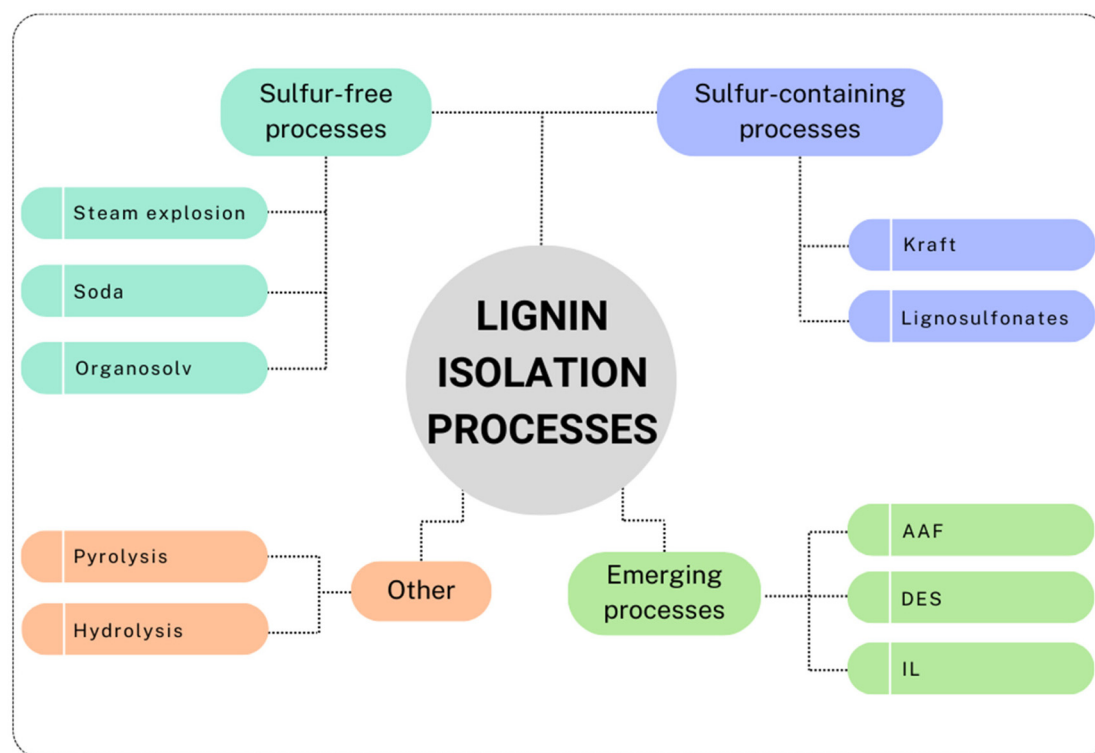 Sulfur-free
processes
Sulfur-containing
processes
Steam explosion
Soda
Organosolv
Kraft
Lignosulfonates
LIGNIN
ISOLATION
PROCESSES
Pyrolysis
Hydrolysis
Other
Emerging
processes
AAF
DES
IL